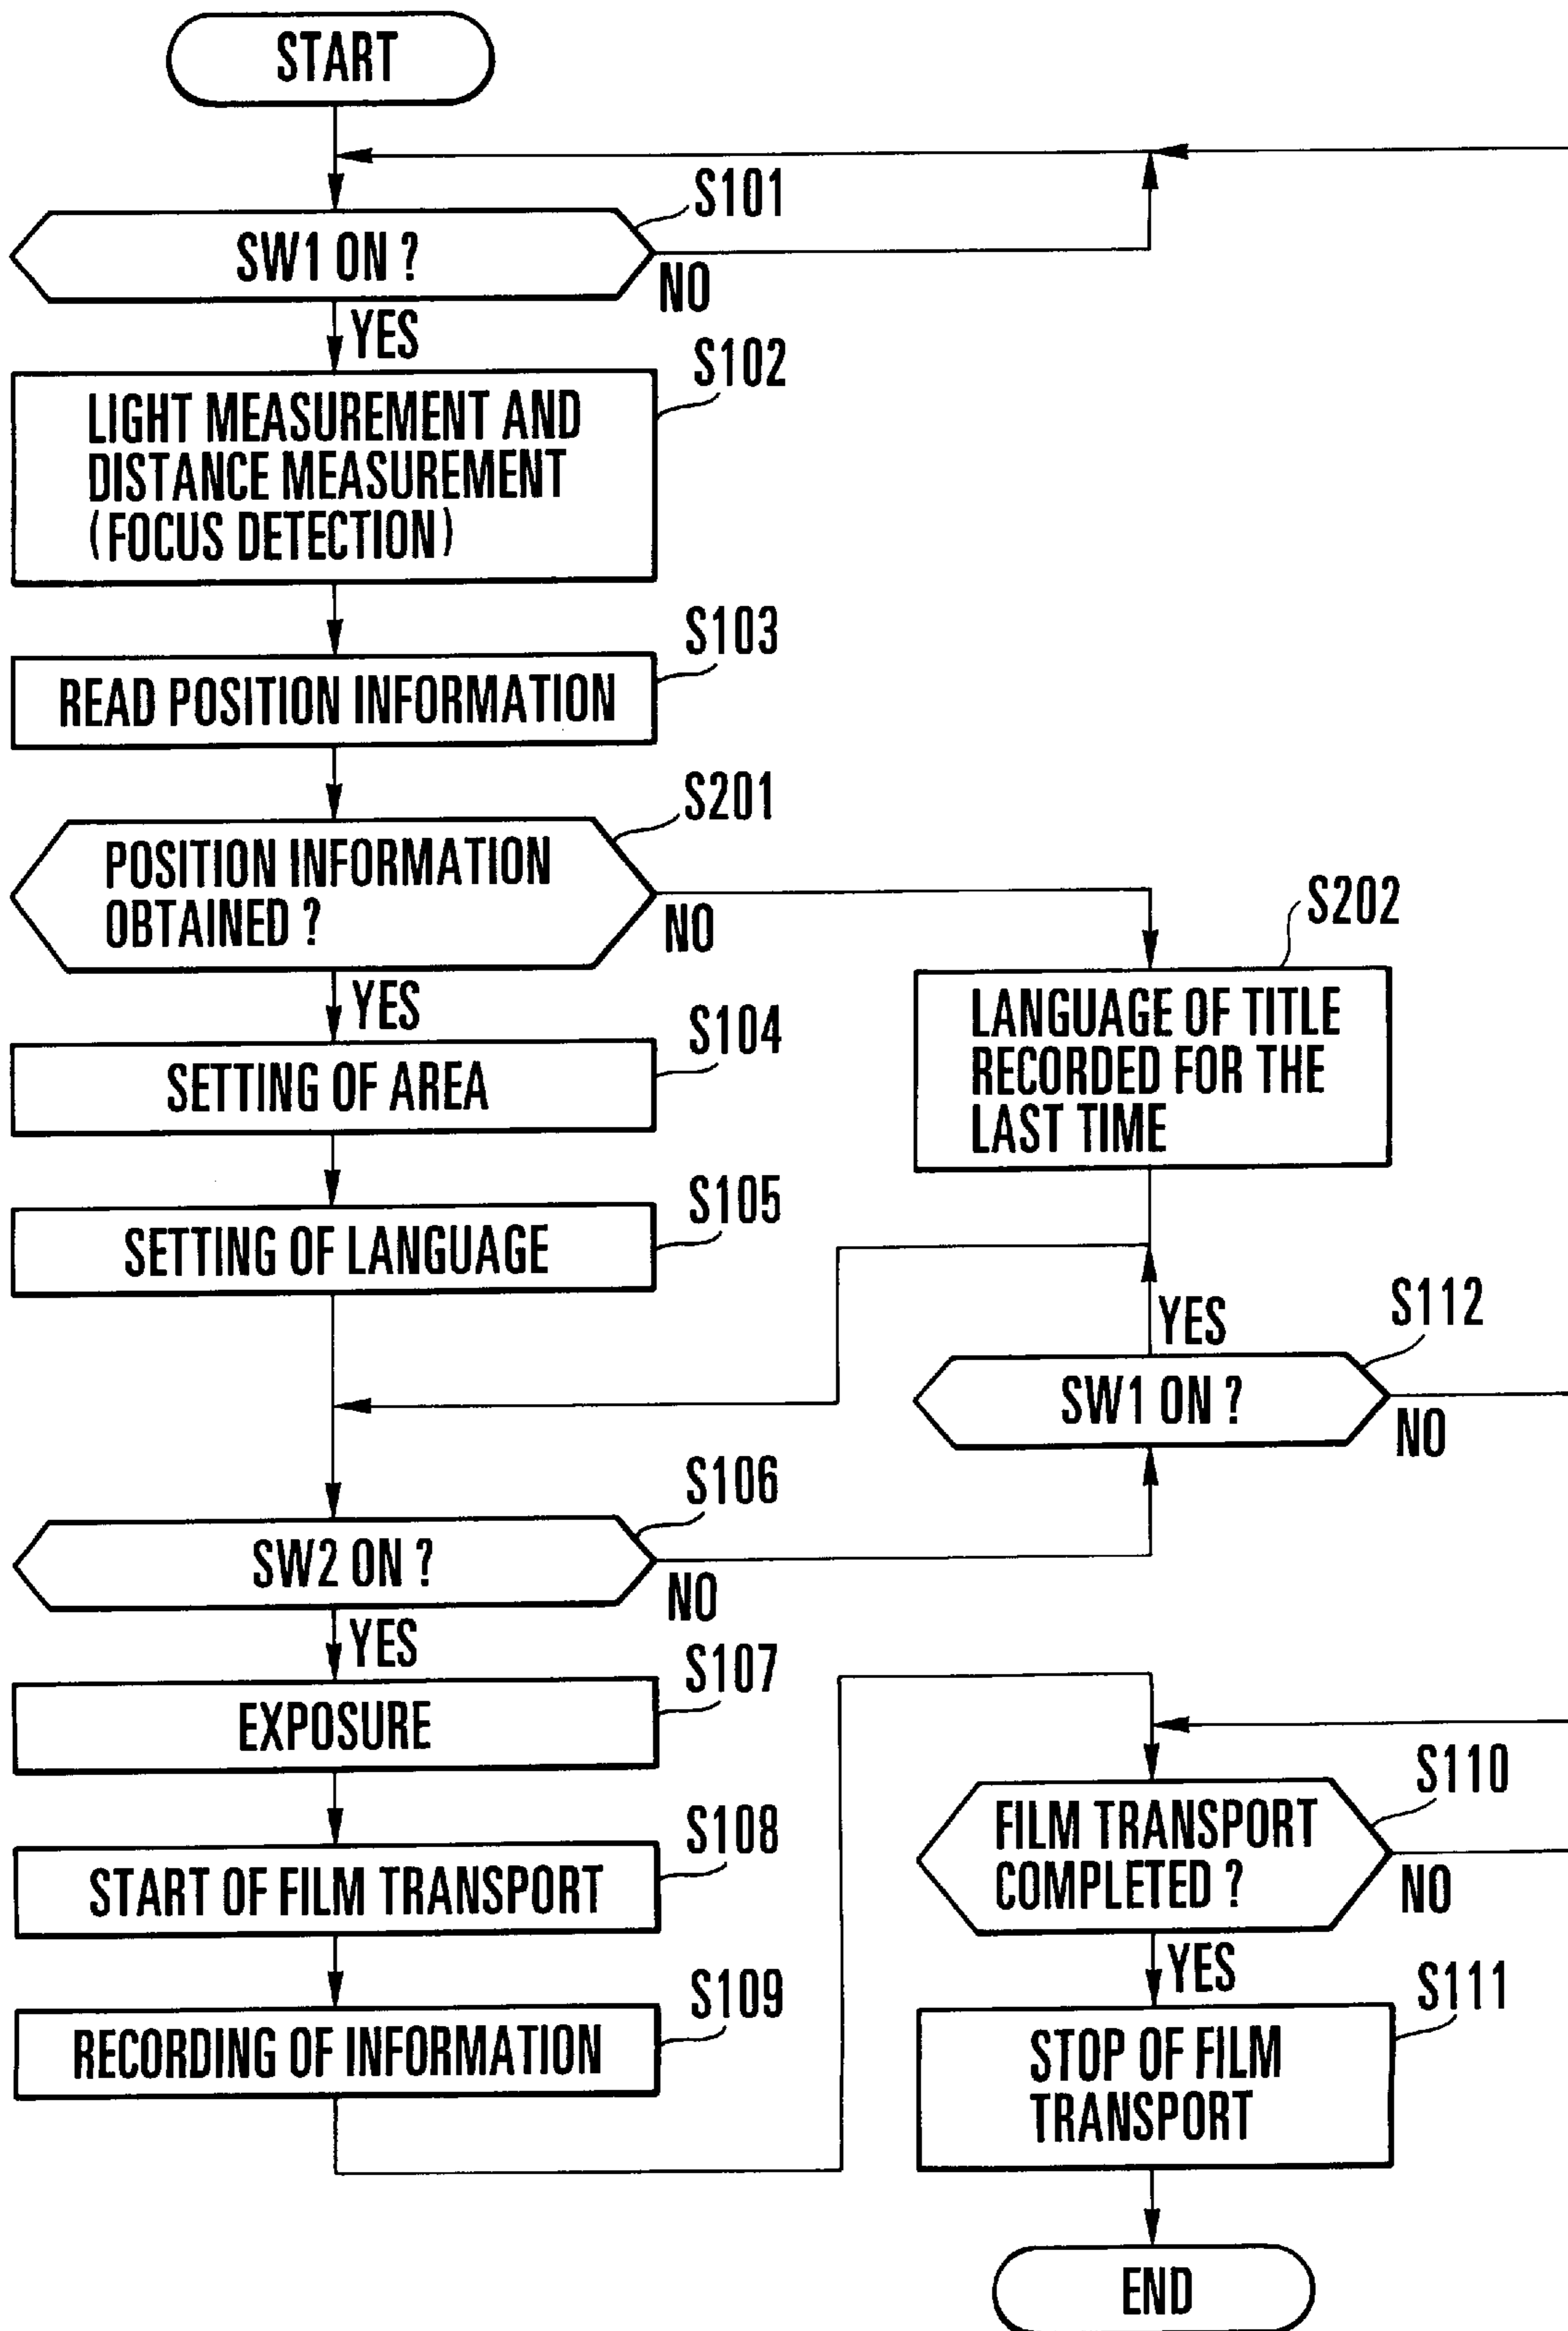 START
S101
SW1 ON ?
NO
YES
S102
LIGHT MEASUREMENT AND
DISTANCE MEASUREMENT
(FOCUS DETECTION)
S103
READ POSITION INFORMATION
S201
POSITION INFORMATION
OBTAINED ?
NO
YES
S202
LANGUAGE OF TITLE
RECORDED FOR THE
LAST TIME
S104
SETTING OF AREA
S105
SETTING OF LANGUAGE
YES
S112
SW1 ON ?
NO
S106
SW2 ON ?
NO
YES
S107
EXPOSURE
S108
START OF FILM TRANSPORT
S109
RECORDING OF INFORMATION
S110
FILM TRANSPORT
COMPLETED ?
NO
YES
S111
STOP OF FILM
TRANSPORT
END